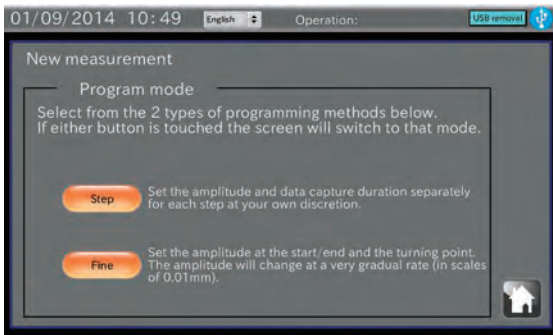 01/09/2014 10:49 English Operation: USB removal
New measurement
Program mode
Select from the 2 types of programming methods below.
If either button is touched the screen will switch to that mode.
Step
Set the amplitude and data capture duration separately
for each step at your own discretion.
Fine
Set the amplitude at the start/end and the turning point.
The amplitude will change at a very gradual rate (in scales
of 0.01mm).